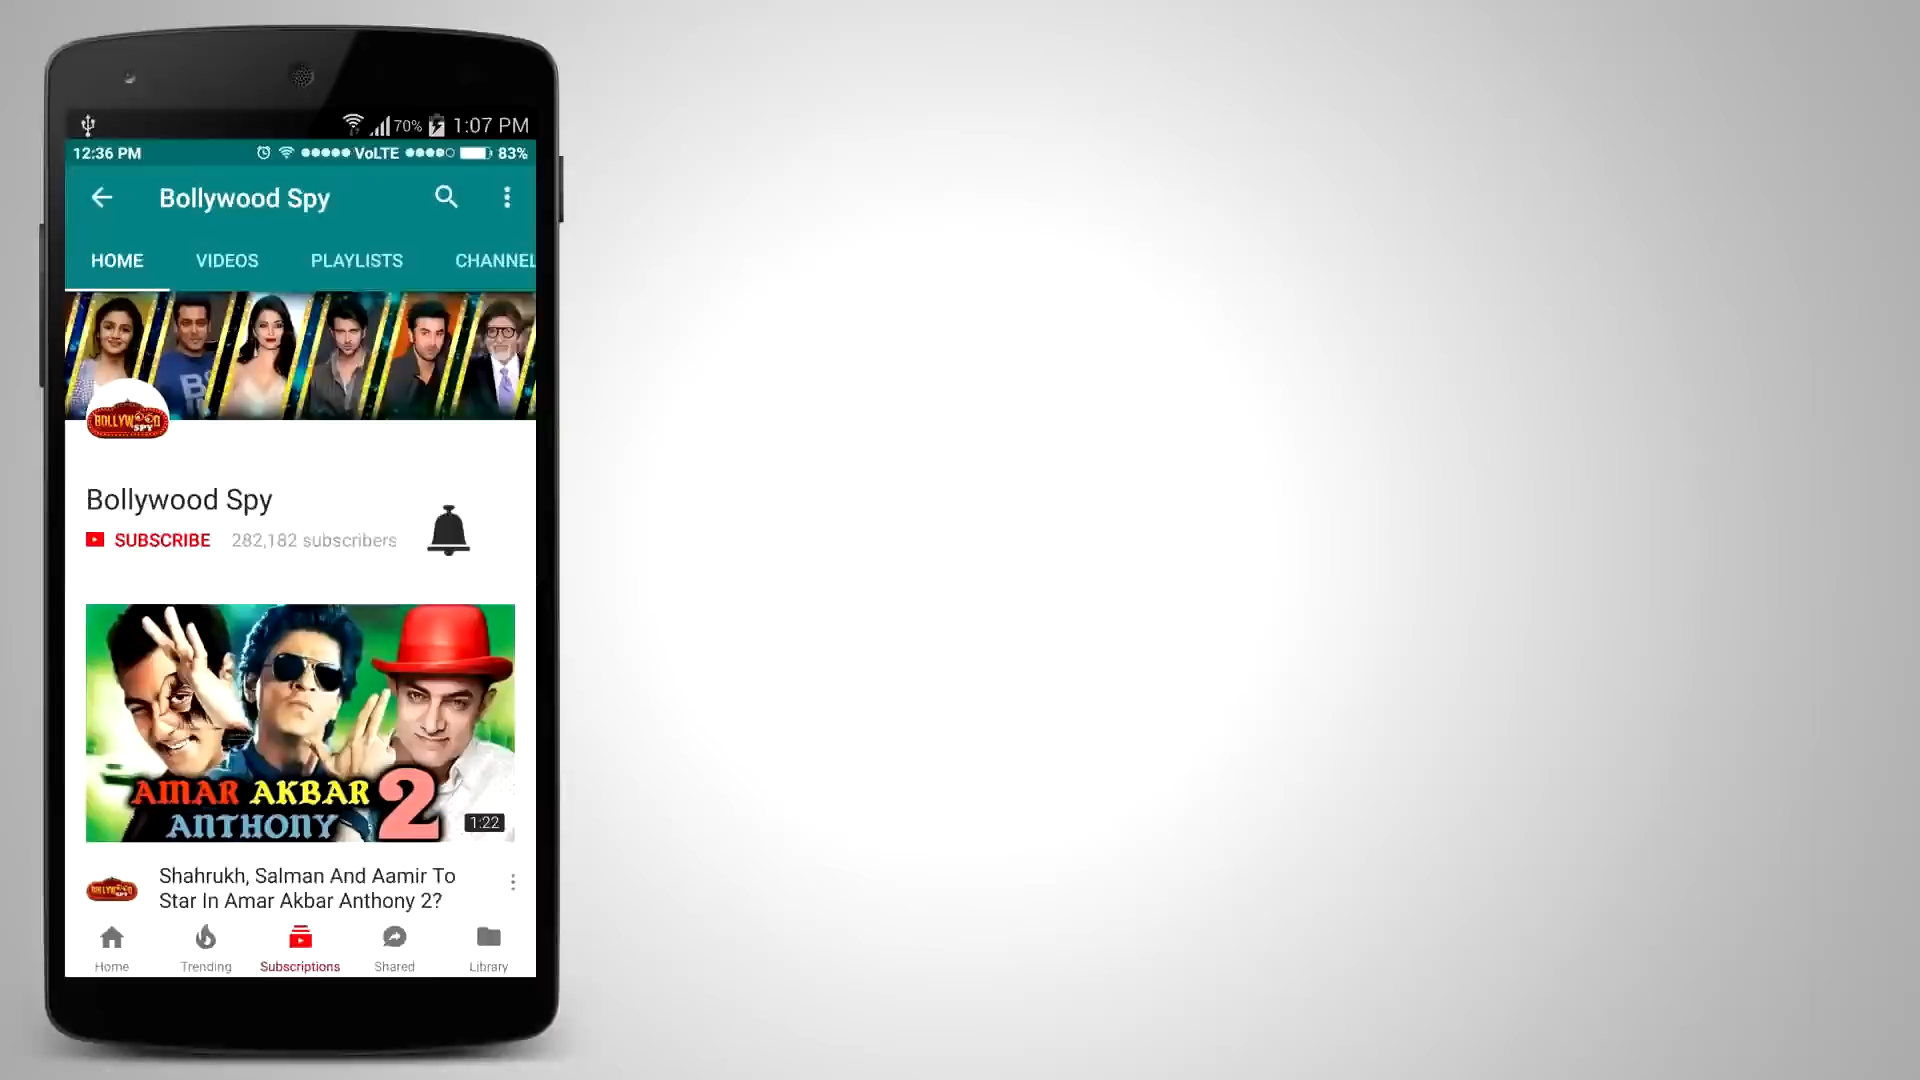 70% 1:07 PM
12:36 PM VoLTE 83%
Bollywood Spy
HOME VIDEOS PLAYLISTS CHANNEL
BOLLYWOOD
SPY
Bollywood Spy
SUBSCRIBE 282,182 subscribers
AMAR AKBAR
ANTHONY 2
1:22
Shahrukh, Salman And Aamir To
Star In Amar Akbar Anthony 2?
Home Trending Subscriptions Shared Library